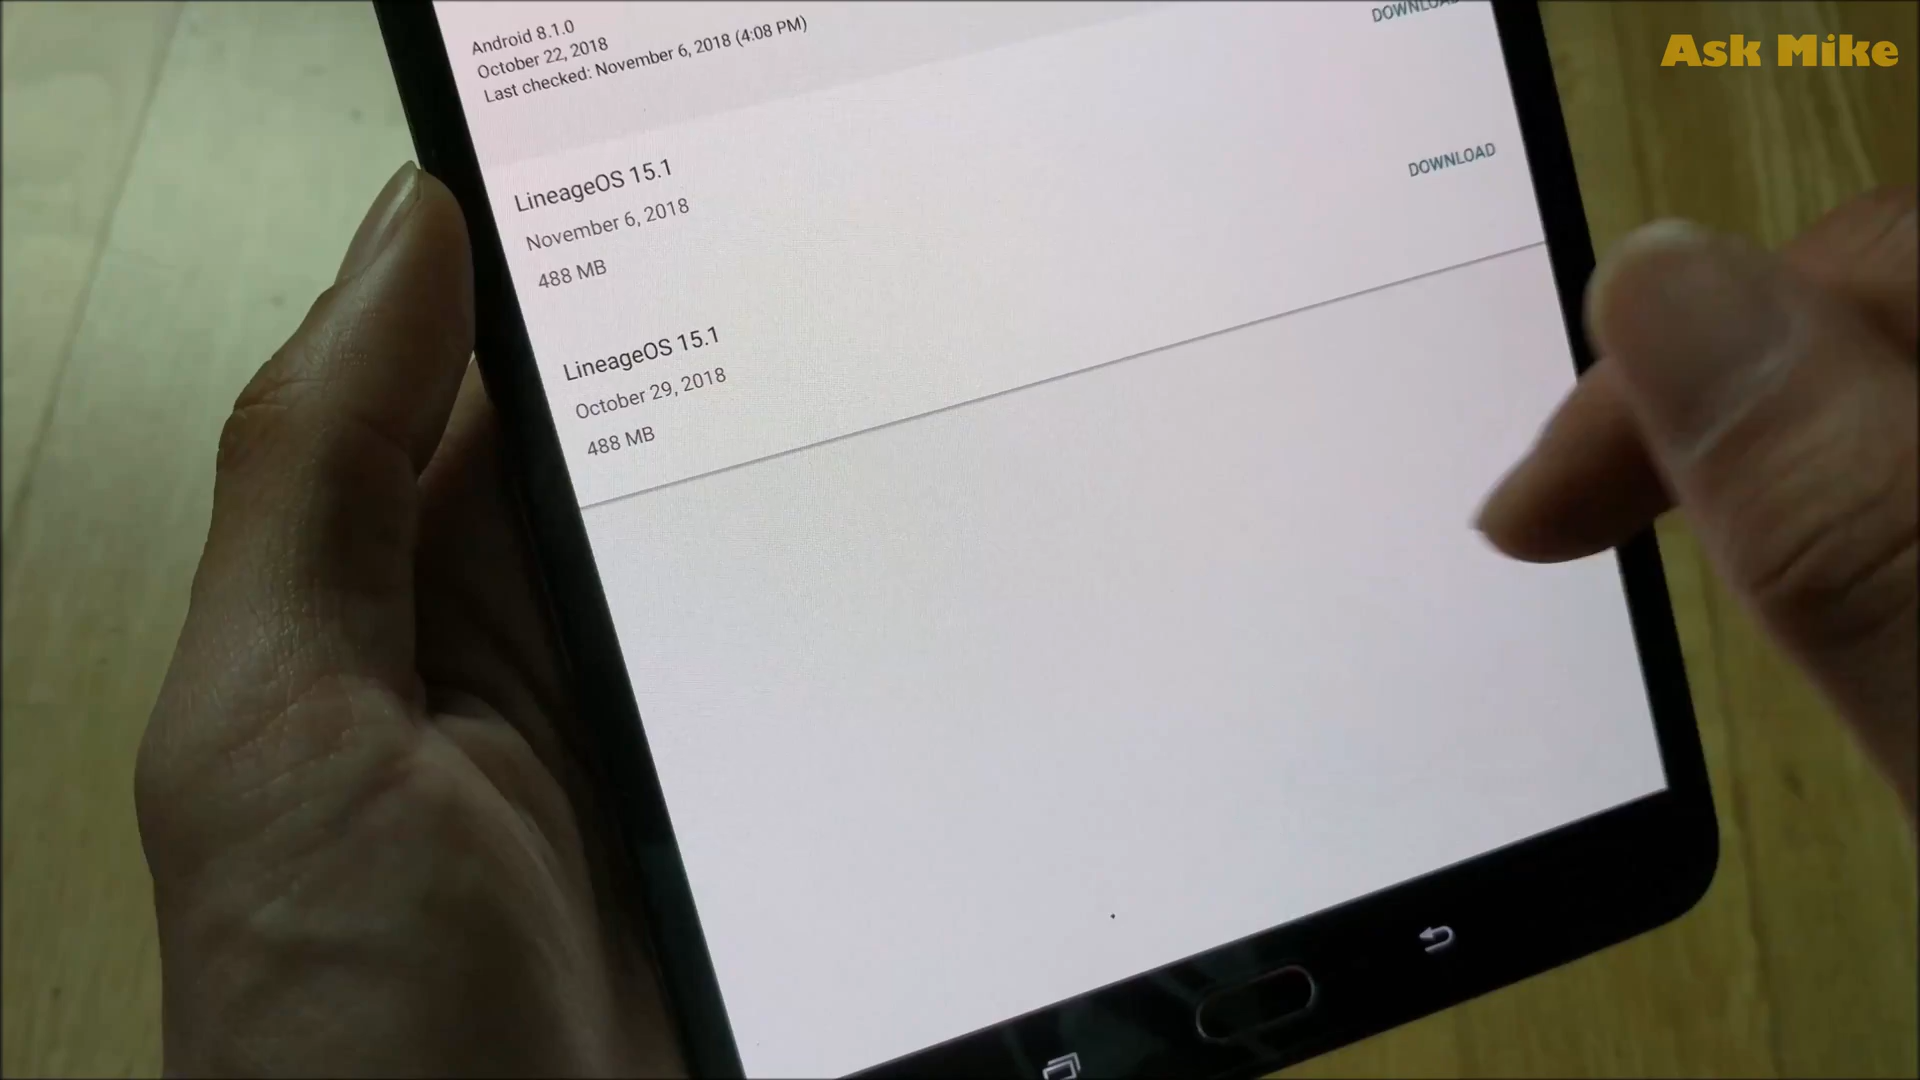 Ask Mike
Android 8.1.0
October 22, 2018
Last checked: November 6, 2018 (4:08 PM)
LineageOS 15.1
November 6, 2018
488 MB
DOWNLOAD
LineageOS 15.1
October 29, 2018
488 MB
DOWNLOAD